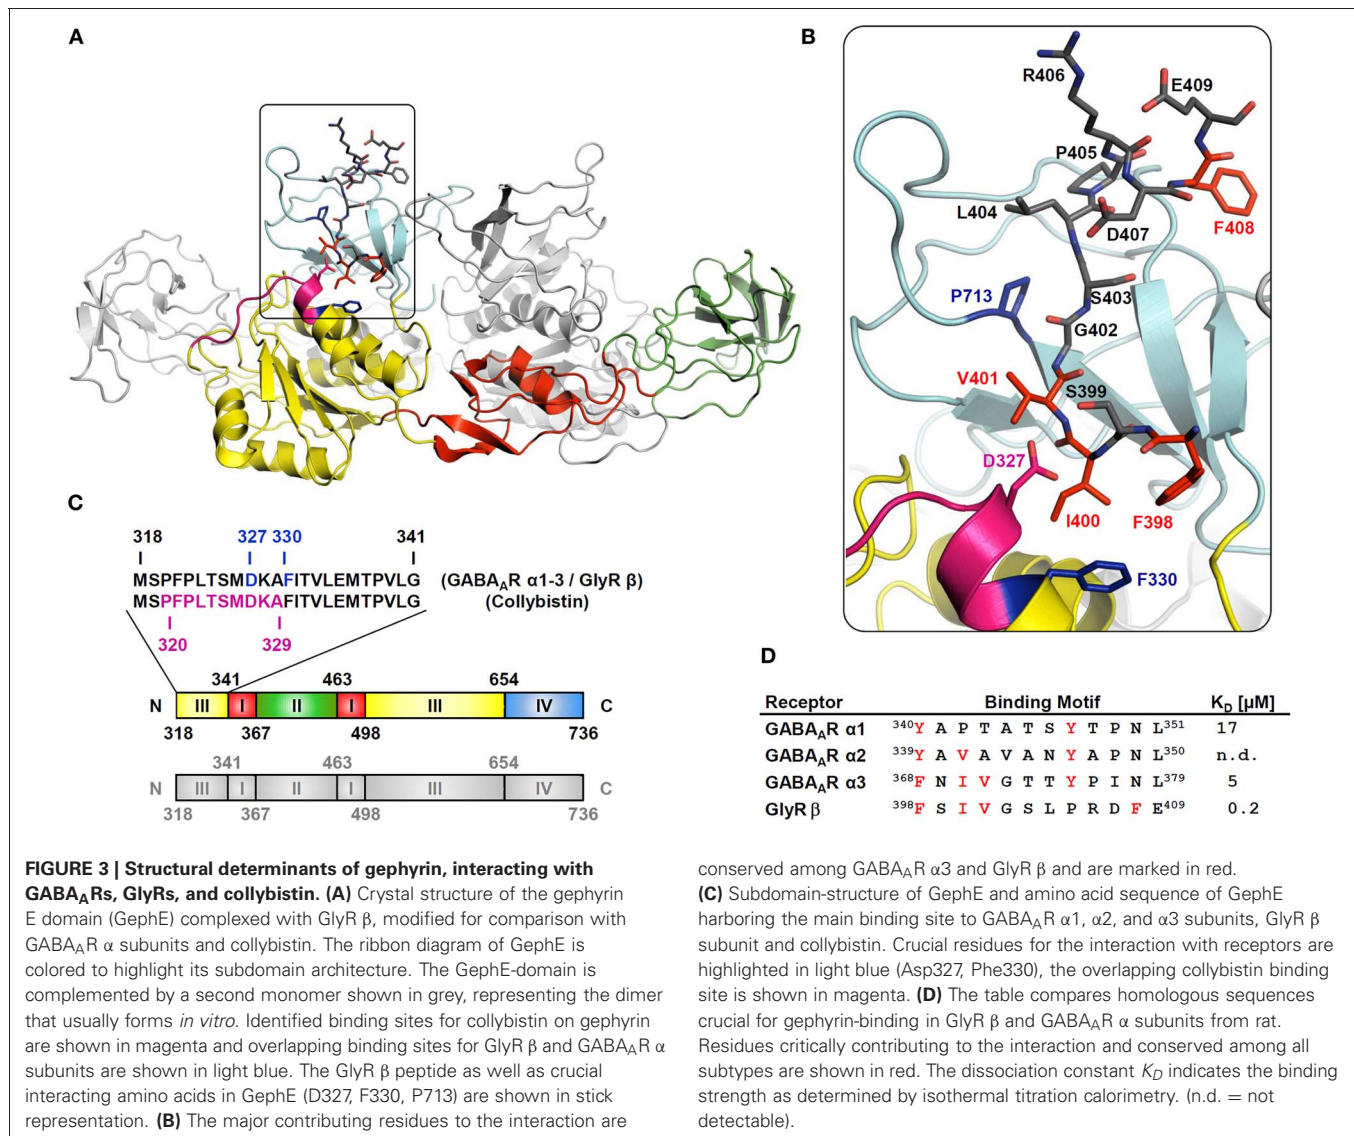 A
B
R406
E409
P405
L404
D407
F408
P713
S403
G402
V401
S399
D327
I400
F398
F330
C
318 327 330 341
MSPFPLTSMDKAFITVLEMTPVLG (GABAAR α1-3 / GlyR β)
MSPFPLTSMDKAFITVLEMTPVLG (Collybistin)
320 329
341 463 654
N III I II I III IV C
318 367 498 736
341 463 654
N III I II I III IV C
318 367 498 736
D
Receptor Binding Motif KD [µM]
GABAAR α1 340Y A P T A T S Y T P N L351 17
GABAAR α2 339Y A V A V A N Y A P N L350 n.d.
GABAAR α3 368F N I V G T T Y P I N L379 5
GlyR β 398F S I V G S L P R D F E409 0.2
FIGURE 3 | Structural determinants of gephyrin, interacting with
GABAARs, GlyRs, and collybistin. (A) Crystal structure of the gephyrin
E domain (GephE) complexed with GlyR β, modified for comparison with
GABAAR α subunits and collybistin. The ribbon diagram of GephE is
colored to highlight its subdomain architecture. The GephE-domain is
complemented by a second monomer shown in grey, representing the dimer
that usually forms in vitro. Identified binding sites for collybistin on gephyrin
are shown in magenta and overlapping binding sites for GlyR β and GABAAR α
subunits are shown in light blue. The GlyR β peptide as well as crucial
interacting amino acids in GephE (D327, F330, P713) are shown in stick
representation. (B) The major contributing residues to the interaction are
conserved among GABAAR α3 and GlyR β and are marked in red.
(C) Subdomain-structure of GephE and amino acid sequence of GephE
harboring the main binding site to GABAAR α1, α2, and α3 subunits, GlyR β
subunit and collybistin. Crucial residues for the interaction with receptors are
highlighted in light blue (Asp327, Phe330), the overlapping collybistin binding
site is shown in magenta. (D) The table compares homologous sequences
crucial for gephyrin-binding in GlyR β and GABAAR α subunits from rat.
Residues critically contributing to the interaction and conserved among all
subtypes are shown in red. The dissociation constant KD indicates the binding
strength as determined by isothermal titration calorimetry. (n.d. = not
detectable).